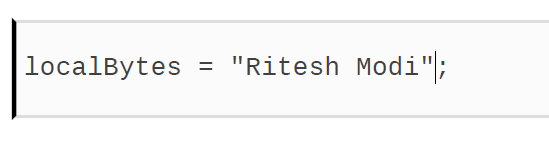 localBytes = "Ritesh Modi";